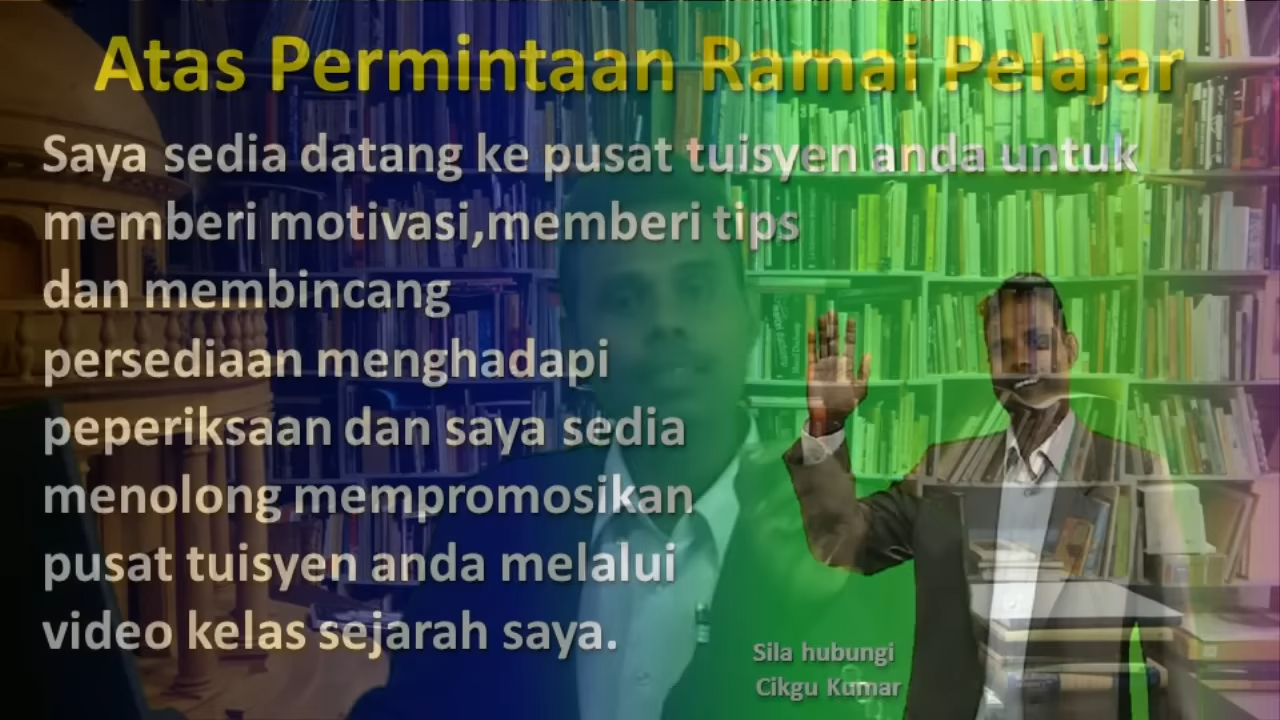 Atas Permintaan Ramai Pelajar
Saya sedia datang ke pusat tuisyen anda untuk
memberi motivasi,memberi tips
dan membincang
persediaan menghadapi
peperiksaan dan saya sedia
menolong mempromosikan
pusat tuisyen anda melalui
video kelas sejarah saya.
Sila hubungi
Cikgu Kumar